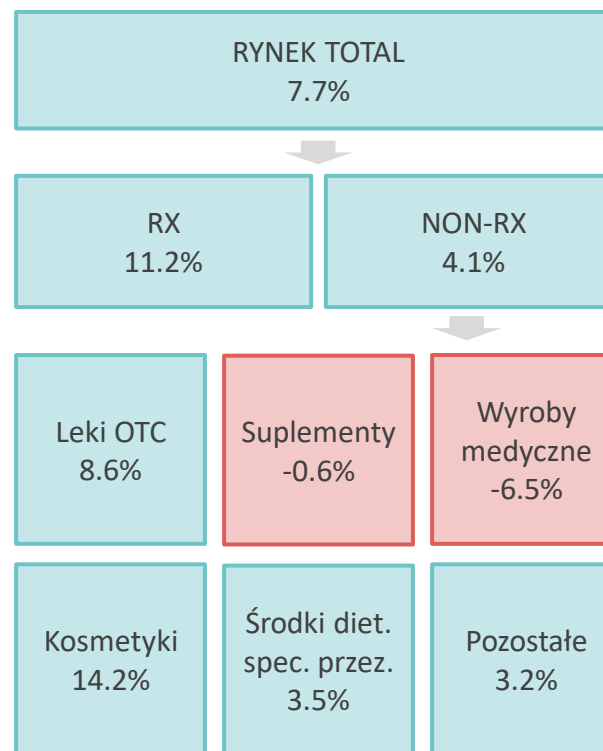 RYNEK TOTAL
7.7%
RX
11.2%
NON-RX
4.1%
Leki OTC
8.6%
Suplementy
-0.6%
Wyroby
medyczne
-6.5%
Kosmetyki
14.2%
Środki diet.
spec. przez.
3.5%
Pozostałe
3.2%